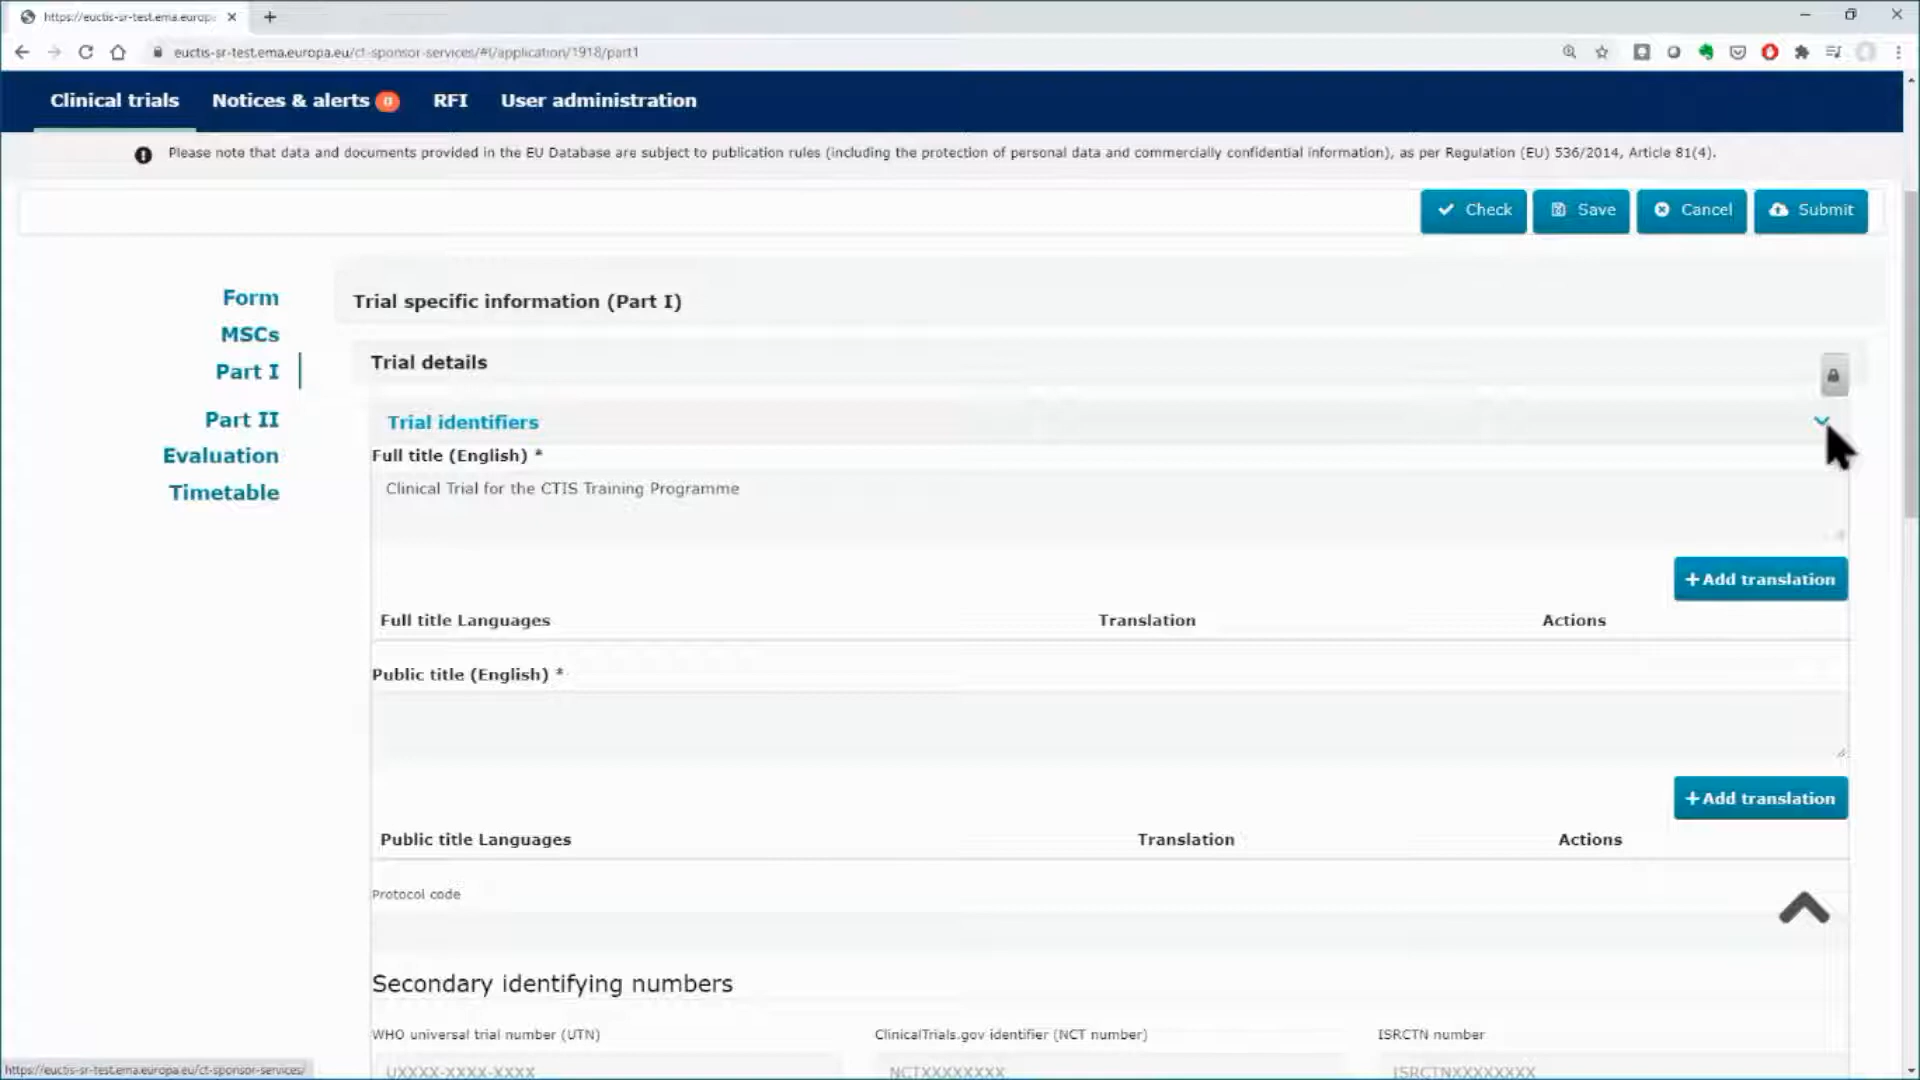 https://euctis-sr-test.ema.europa
euctis-sr-test.ema.europa.eu/ct-sponsor-services/#!/application/1918/part1
Clinical trials
Notices & alerts 0
RFI
User administration
Please note that data and documents provided in the EU Database are subject to publication rules (including the protection of personal data and commercially confidential information), as per Regulation (EU) 536/2014, Article 81(4).
Check
Save
Cancel
Submit
Form
MSCs
Part I
Part II
Evaluation
Timetable
Trial specific information (Part I)
Trial details
Trial identifiers
Full title (English) *
Clinical Trial for the CTIS Training Programme
+Add translation
Full title Languages Translation Actions
Public title (English) *
+Add translation
Public title Languages Translation Actions
Protocol code
Secondary identifying numbers
WHO universal trial number (UTN) ClinicalTrials.gov identifier (NCT number) ISRCTN number
UXXXX-XXXX-XXXX NCTXXXXXXXX ISRCTNXXXXXXXX
https://euctis-sr-test.ema.europa.eu/ct-sponsor-services/